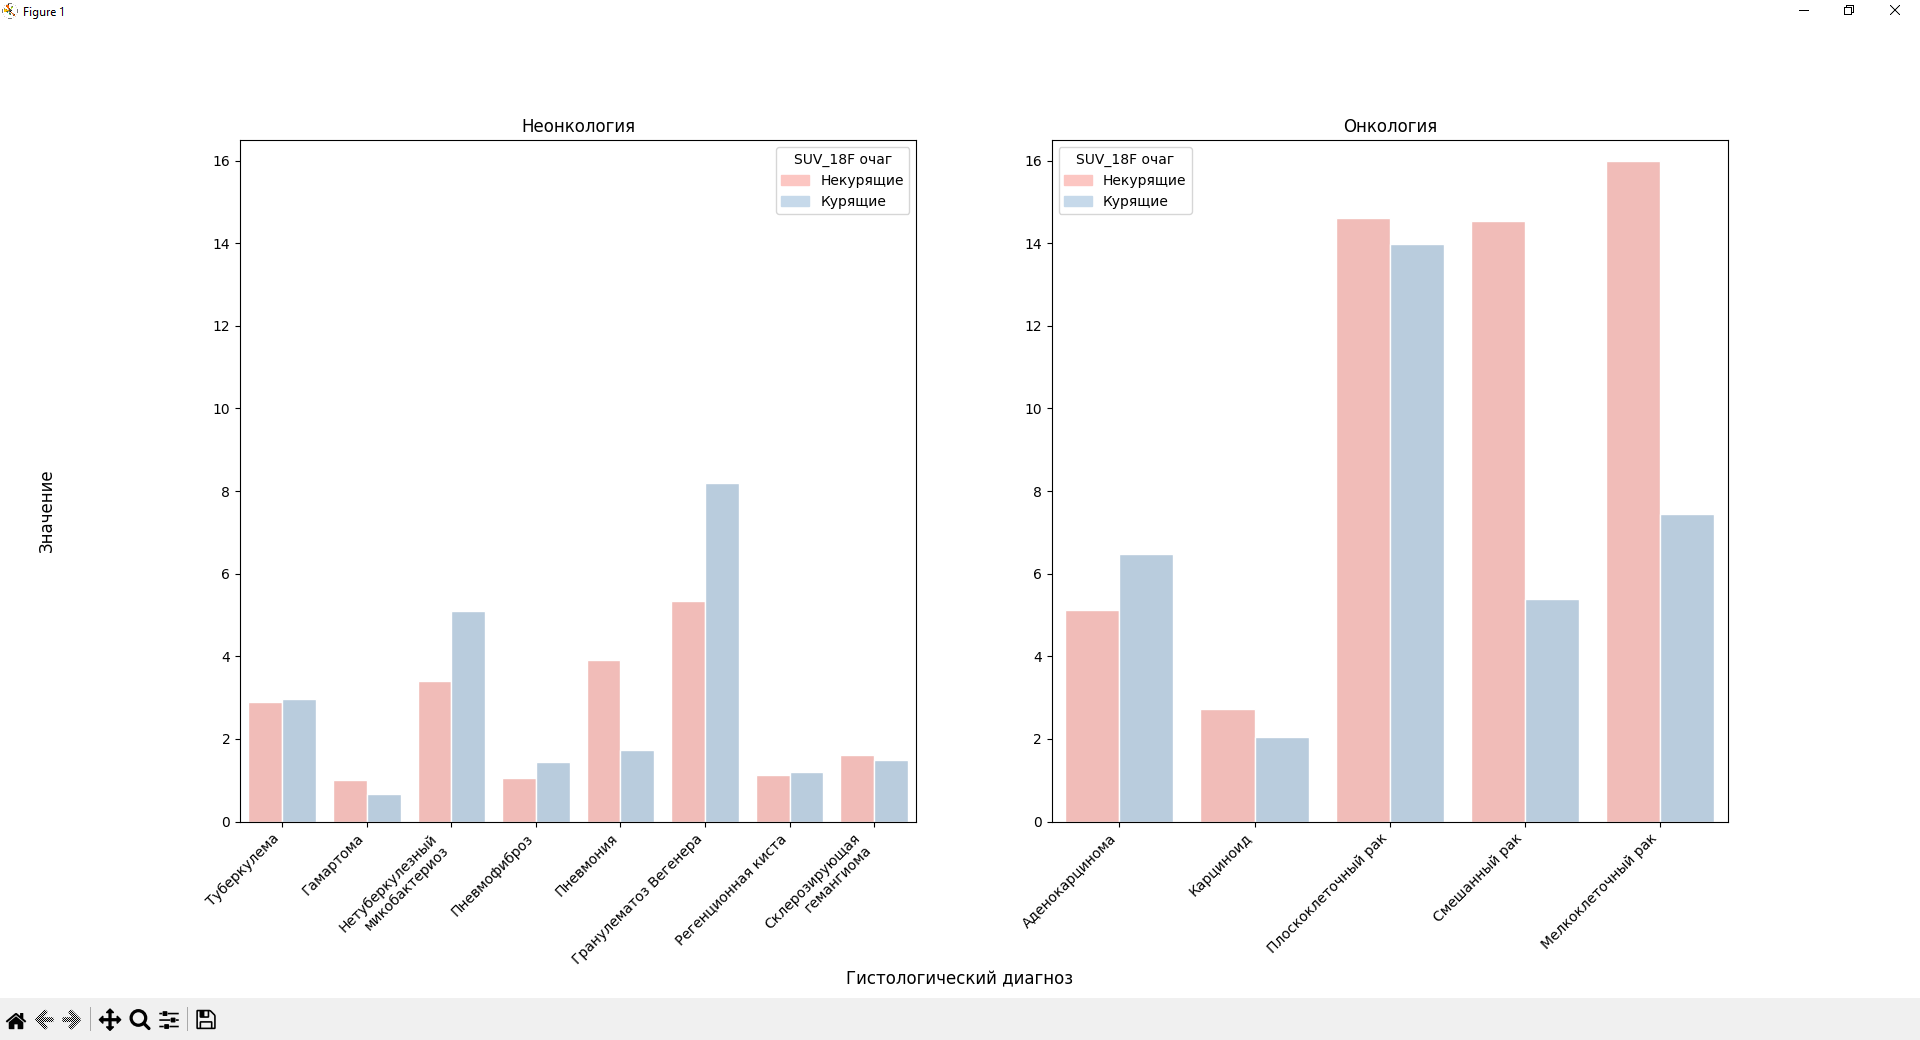 Figure 1
Неонкология
Онкология
SUV_18F очаг
Некурящие
Курящие
SUV_18F очаг
Некурящие
Курящие
16
14
12
10
8
6
4
2
0
16
14
12
10
8
6
4
2
0
Значение
Туберкулема
Гамартома
Нетуберкулезный
микобактериоз
Пневмофиброз
Пневмония
Гранулематоз Вегенера
Регенционная киста
Склерозирующая
гемангиома
Аденокарцинома
Карциноид
Плоскоклеточный рак
Смешанный рак
Мелкоклеточный рак
Гистологический диагноз